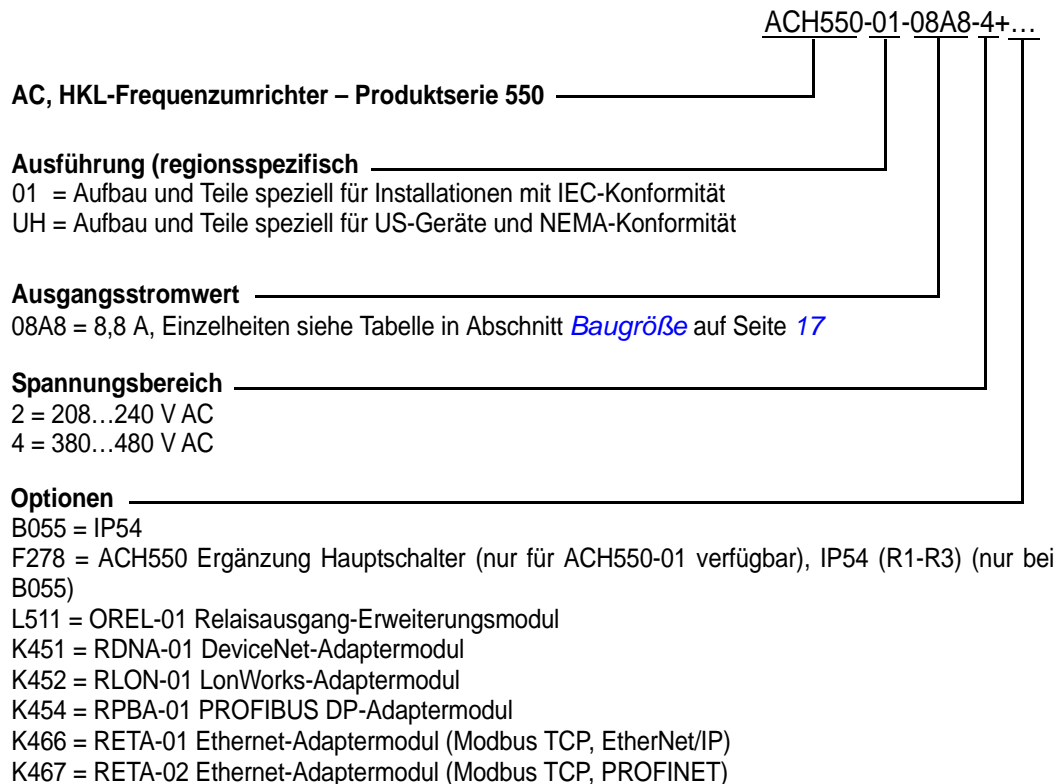 ACH550-01-08A8-4+…
AC, HKL-Frequenzumrichter – Produktserie 550
Ausführung (regionsspezifisch
01 = Aufbau und Teile speziell für Installationen mit IEC-Konformität
UH = Aufbau und Teile speziell für US-Geräte und NEMA-Konformität
Ausgangsstromwert
08A8 = 8,8 A, Einzelheiten siehe Tabelle in Abschnitt Baugröße auf Seite 17
Spannungsbereich
2 = 208…240 V AC
4 = 380…480 V AC
Optionen
B055 = IP54
F278 = ACH550 Ergänzung Hauptschalter (nur für ACH550-01 verfügbar), IP54 (R1-R3) (nur bei
B055)
L511 = OREL-01 Relaisausgang-Erweiterungsmodul
K451 = RDNA-01 DeviceNet-Adaptermodul
K452 = RLON-01 LonWorks-Adaptermodul
K454 = RPBA-01 PROFIBUS DP-Adaptermodul
K466 = RETA-01 Ethernet-Adaptermodul (Modbus TCP, EtherNet/IP)
K467 = RETA-02 Ethernet-Adaptermodul (Modbus TCP, PROFINET)